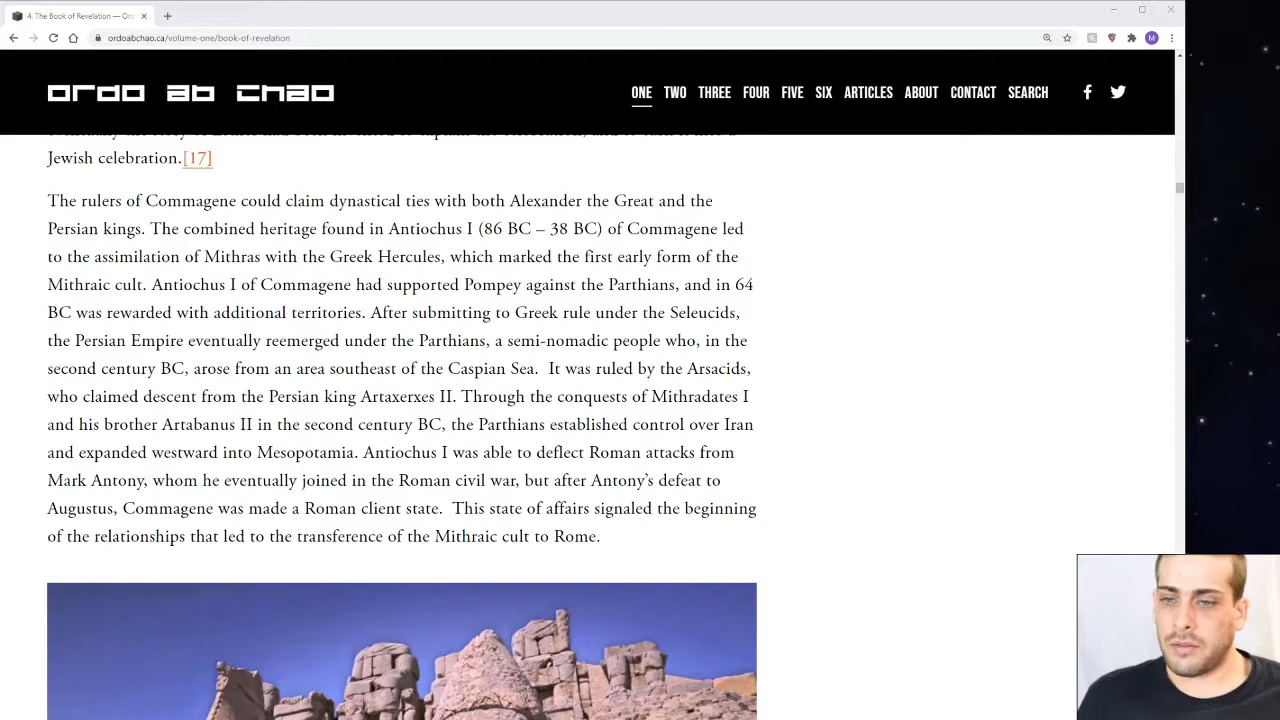 4. The Book of Revelation — Or
ordoabchao.ca/volume-one/book-of-revelation
M
ordo ab chao
ONE TWO THREE FOUR FIVE SIX ARTICLES ABOUT CONTACT SEARCH
Jewish celebration.[17]
The rulers of Commagene could claim dynastical ties with both Alexander the Great and the
Persian kings. The combined heritage found in Antiochus I (86 BC – 38 BC) of Commagene led
to the assimilation of Mithras with the Greek Hercules, which marked the first early form of the
Mithraic cult. Antiochus I of Commagene had supported Pompey against the Parthians, and in 64
BC was rewarded with additional territories. After submitting to Greek rule under the Seleucids,
the Persian Empire eventually reemerged under the Parthians, a semi-nomadic people who, in the
second century BC, arose from an area southeast of the Caspian Sea.  It was ruled by the Arsacids,
who claimed descent from the Persian king Artaxerxes II. Through the conquests of Mithradates I
and his brother Artabanus II in the second century BC, the Parthians established control over Iran
and expanded westward into Mesopotamia. Antiochus I was able to deflect Roman attacks from
Mark Antony, whom he eventually joined in the Roman civil war, but after Antony’s defeat to
Augustus, Commagene was made a Roman client state.  This state of affairs signaled the beginning
of the relationships that led to the transference of the Mithraic cult to Rome.